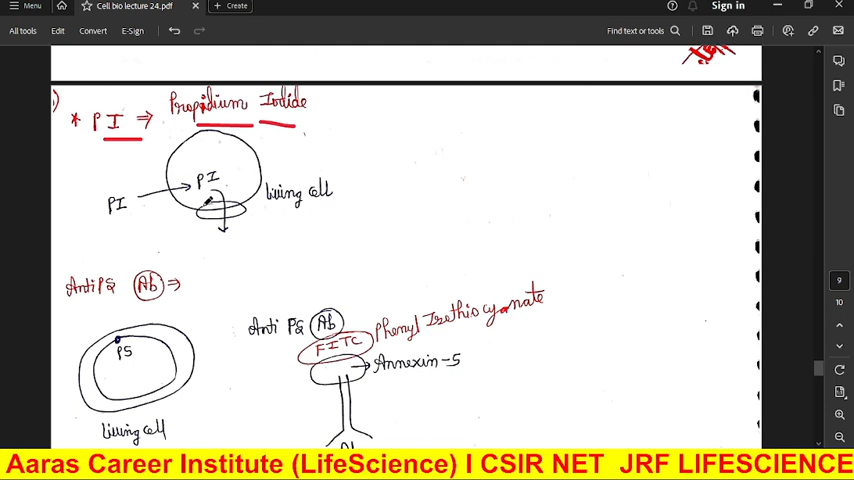 Menu
Cell bio lecture 24.pdf
Create
Sign in
All tools Edit Convert E-Sign
Find text or tools
* PI ⇒ Propidium Iodide
PI
PI
living cell
Anti PS Ab ⇒
Anti PS Ab
FITC Phenyl Isethiocyanate
PS
Annexin-5
living cell
9
10
Aaras Career Institute (LifeScience) I CSIR NET JRF LIFESCIENCE